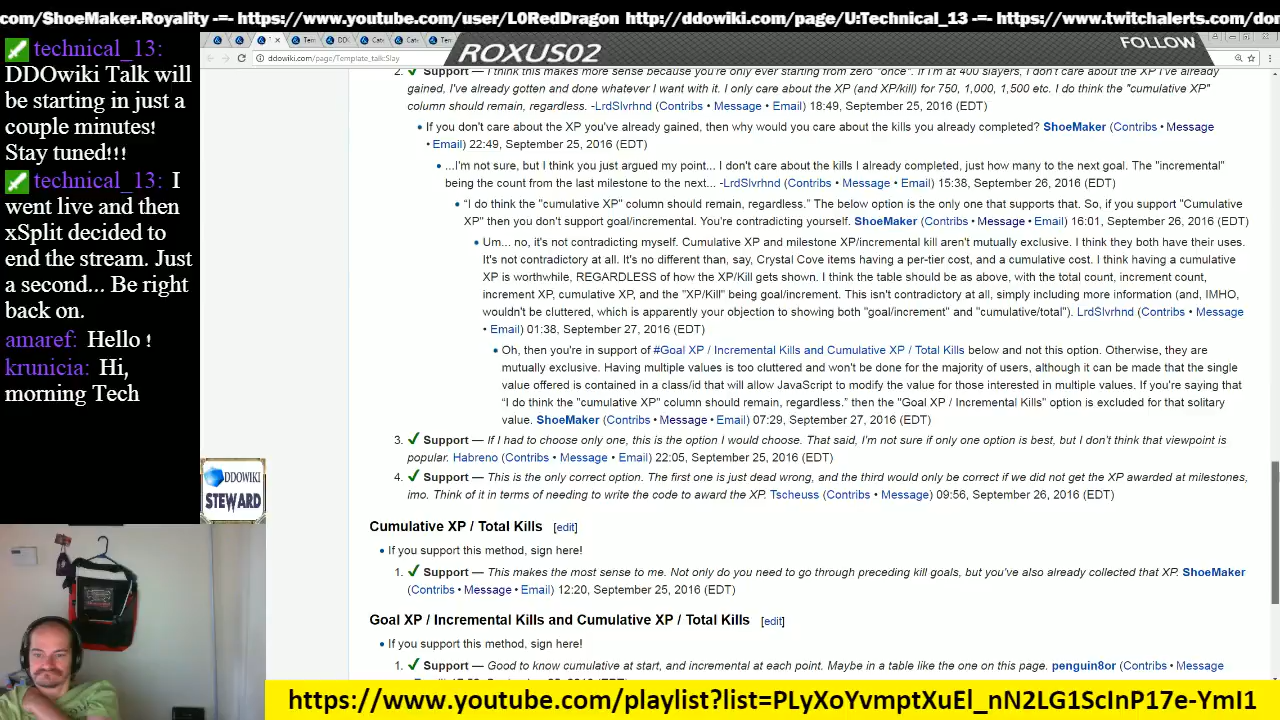 com/ShoeMaker.Royality -=- https://www.youtube.com/user/L0RedDragon http://ddowiki.com/page/U:Technical_13 -=- https://www.twitchalerts.com/do
technical_13:
DDOwiki Talk will
be starting in just a
couple minutes!
Stay tuned!!!
technical_13: I
went live and then
xSplit decided to
end the stream. Just
a second... Be right
back on.
amaref: Hello !
krunicia: Hi,
morning Tech
ROXUS02
FOLLOW
ddowiki.com/page/Template_talk:Slay
2. ✔ Support — I think this makes more sense because you're only ever starting from zero "once". If I'm at 400 slayers, I don't care about the XP I've already
gained, I've already gotten and done whatever I want with it. I only care about the XP (and XP/kill) for 750, 1,000, 1,500 etc. I do think the "cumulative XP"
column should remain, regardless. -LrdSlvrhnd (Contribs • Message • Email) 18:49, September 25, 2016 (EDT)
• If you don't care about the XP you've already gained, then why would you care about the kills you already completed? ShoeMaker (Contribs • Message
• Email) 22:49, September 25, 2016 (EDT)
• ...I'm not sure, but I think you just argued my point... I don't care about the kills I already completed, just how many to the next goal. The "incremental"
being the count from the last milestone to the next... -LrdSlvrhnd (Contribs • Message • Email) 15:38, September 26, 2016 (EDT)
• “I do think the "cumulative XP" column should remain, regardless.” The below option is the only one that supports that. So, if you support "Cumulative
XP" then you don't support goal/incremental. You're contradicting yourself. ShoeMaker (Contribs • Message • Email) 16:01, September 26, 2016 (EDT)
• Um... no, it's not contradicting myself. Cumulative XP and milestone XP/incremental kill aren't mutually exclusive. I think they both have their uses.
It's not contradictory at all. It's no different than, say, Crystal Cove items having a per-tier cost, and a cumulative cost. I think having a cumulative
XP is worthwhile, REGARDLESS of how the XP/Kill gets shown. I think the table should be as above, with the total count, increment count,
increment XP, cumulative XP, and the "XP/Kill" being goal/increment. This isn't contradictory at all, simply including more information (and, IMHO,
wouldn't be cluttered, which is apparently your objection to showing both "goal/increment" and "cumulative/total"). LrdSlvrhnd (Contribs • Message
• Email) 01:38, September 27, 2016 (EDT)
• Oh, then you're in support of #Goal XP / Incremental Kills and Cumulative XP / Total Kills below and not this option. Otherwise, they are
mutually exclusive. Having multiple values is too cluttered and won't be done for the majority of users, although it can be made that the single
value offered is contained in a class/id that will allow JavaScript to modify the value for those interested in multiple values. If you're saying that
“I do think the "cumulative XP" column should remain, regardless.” then the "Goal XP / Incremental Kills" option is excluded for that solitary
value. ShoeMaker (Contribs • Message • Email) 07:29, September 27, 2016 (EDT)
3. ✔ Support — If I had to choose only one, this is the option I would choose. That said, I'm not sure if only one option is best, but I don't think that viewpoint is
popular. Habreno (Contribs • Message • Email) 22:05, September 25, 2016 (EDT)
4. ✔ Support — This is the only correct option. The first one is just dead wrong, and the third would only be correct if we did not get the XP awarded at milestones,
imo. Think of it in terms of needing to write the code to award the XP. Tscheuss (Contribs • Message) 09:56, September 26, 2016 (EDT)
Cumulative XP / Total Kills [edit]
• If you support this method, sign here!
1. ✔ Support — This makes the most sense to me. Not only do you need to go through preceding kill goals, but you've also already collected that XP. ShoeMaker
(Contribs • Message • Email) 12:20, September 25, 2016 (EDT)
Goal XP / Incremental Kills and Cumulative XP / Total Kills [edit]
• If you support this method, sign here!
1. ✔ Support — Good to know cumulative at start, and incremental at each point. Maybe in a table like the one on this page. penguin8or (Contribs • Message
DDOWIKI
STEWARD
https://www.youtube.com/playlist?list=PLyXoYvmptXuEl_nN2LG1ScInP17e-YmI1